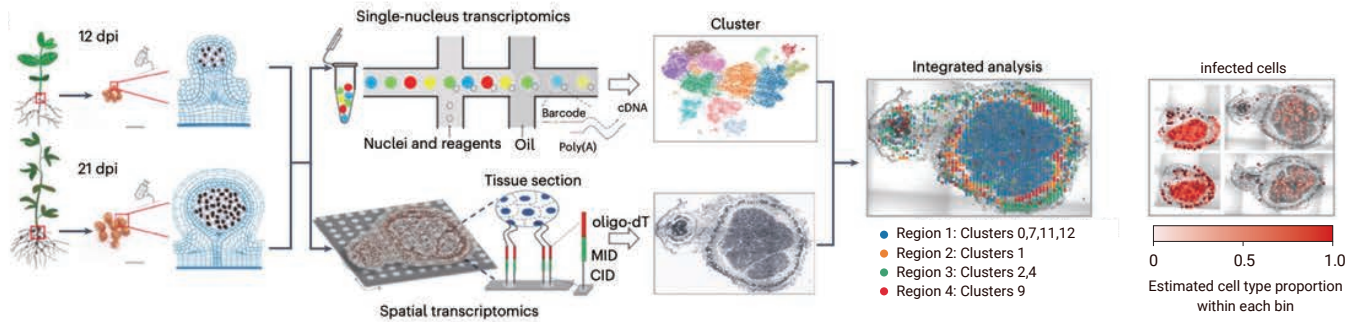 12 dpi
21 dpi
Single-nucleus transcriptomics
Nuclei and reagents
Oil
Barcode
cDNA
Poly(A)
Cluster
Tissue section
oligo-dT
MID
CID
Spatial transcriptomics
Integrated analysis
Region 1: Clusters 0,7,11,12
Region 2: Clusters 1
Region 3: Clusters 2,4
Region 4: Clusters 9
infected cells
0 0.5 1.0
Estimated cell type proportion
within each bin